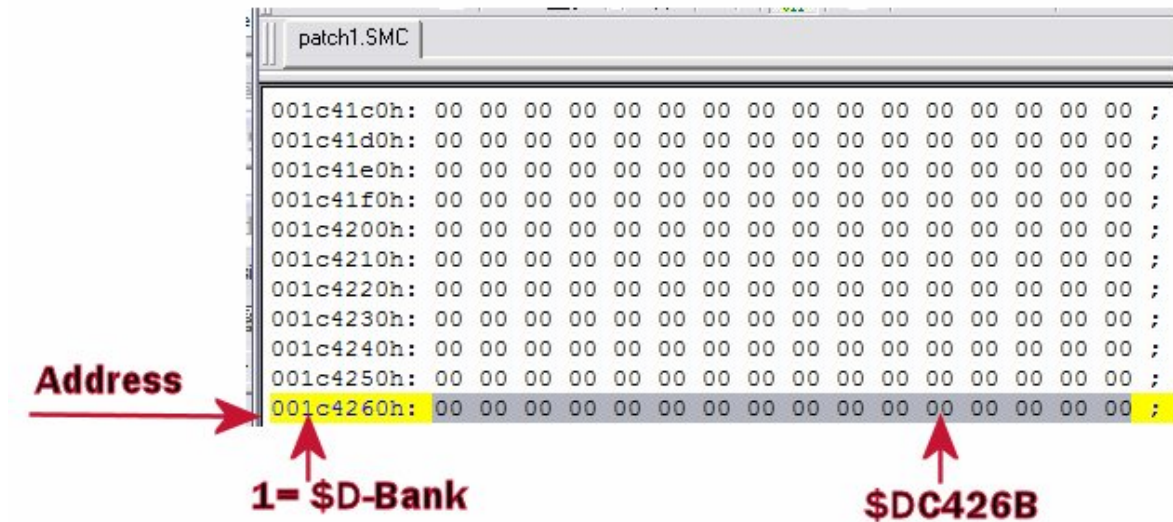 patch1.SMC
001c41c0h: 00 00 00 00 00 00 00 00 00 00 00 00 00 00 00 00 ;
001c41d0h: 00 00 00 00 00 00 00 00 00 00 00 00 00 00 00 00 ;
001c41e0h: 00 00 00 00 00 00 00 00 00 00 00 00 00 00 00 00 ;
001c41f0h: 00 00 00 00 00 00 00 00 00 00 00 00 00 00 00 00 ;
001c4200h: 00 00 00 00 00 00 00 00 00 00 00 00 00 00 00 00 ;
001c4210h: 00 00 00 00 00 00 00 00 00 00 00 00 00 00 00 00 ;
001c4220h: 00 00 00 00 00 00 00 00 00 00 00 00 00 00 00 00 ;
001c4230h: 00 00 00 00 00 00 00 00 00 00 00 00 00 00 00 00 ;
001c4240h: 00 00 00 00 00 00 00 00 00 00 00 00 00 00 00 00 ;
001c4250h: 00 00 00 00 00 00 00 00 00 00 00 00 00 00 00 00 ;
Address
001c4260h: 00 00 00 00 00 00 00 00 00 00 00 00 00 00 00 00 ;
1= $D-Bank
$DC426B